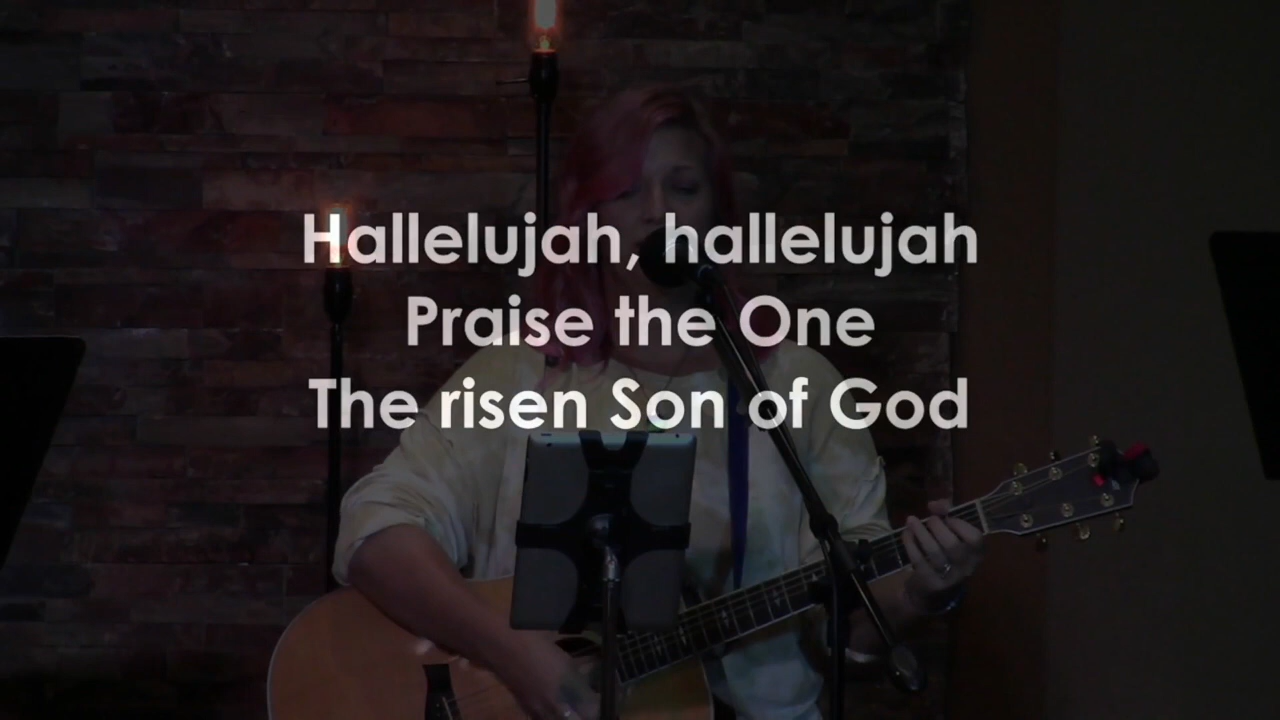 Hallelujah, hallelujah
Praise the One
The risen Son of God